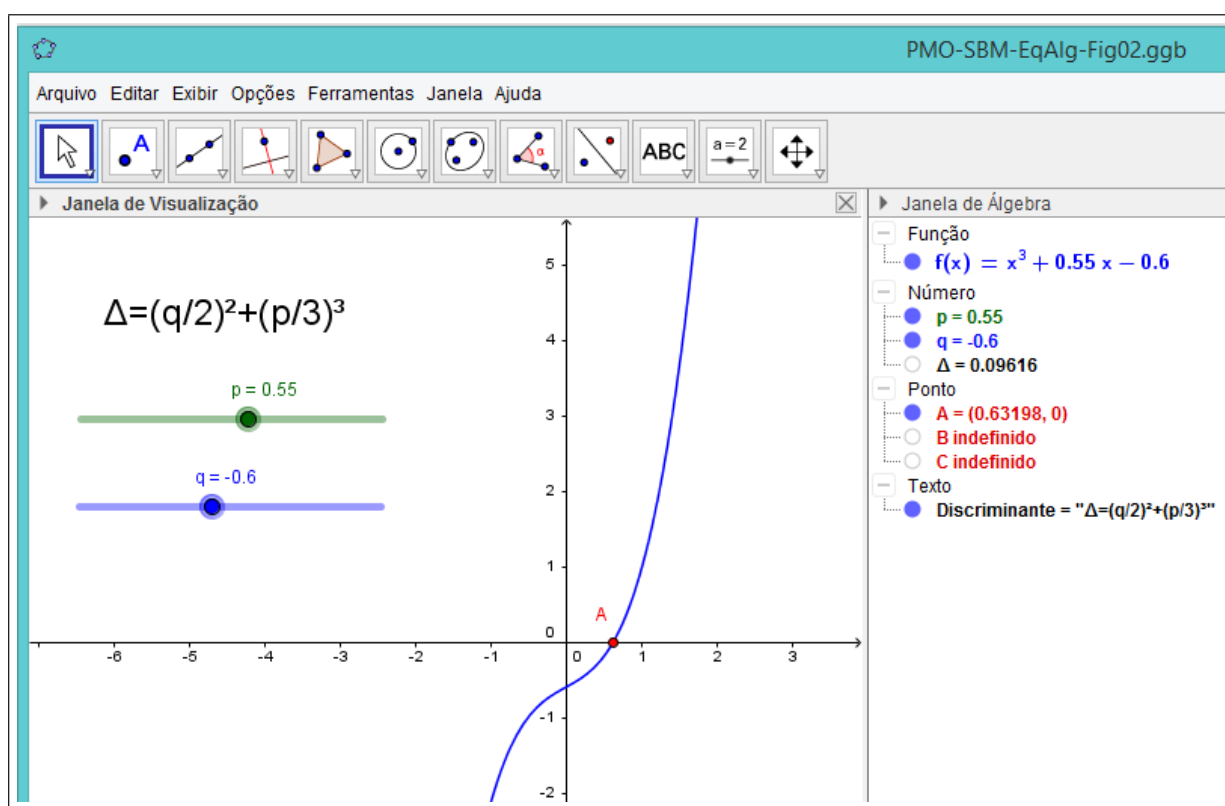 PMO-SBM-EqAlg-Fig02.ggb
Arquivo Editar Exibir Opções Ferramentas Janela Ajuda
A α ABC a=2
Janela de Visualização
Δ=(q/2)²+(p/3)³
p = 0.55
q = -0.6
5
4
3
2
1
0
-1
-2
-6 -5 -4 -3 -2 -1 0 1 2 3
A
Janela de Álgebra
Função
f(x) = x³ + 0.55 x − 0.6
Número
p = 0.55
q = -0.6
Δ = 0.09616
Ponto
A = (0.63198, 0)
B indefinido
C indefinido
Texto
Discriminante = "Δ=(q/2)²+(p/3)³"